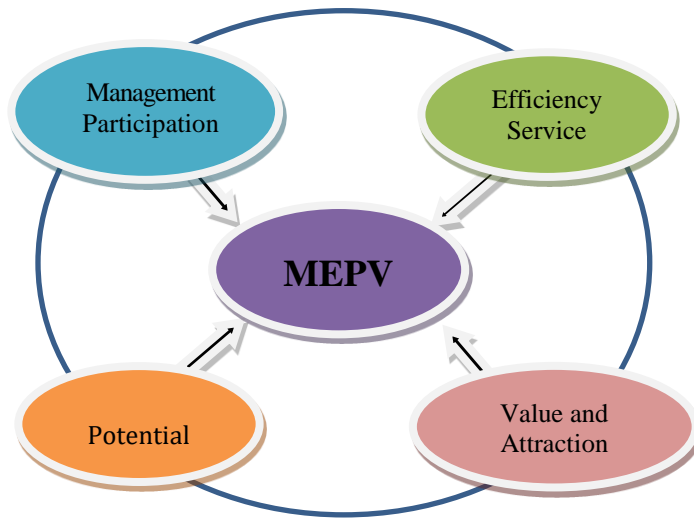 Management
Participation
Efficiency
Service
MEPV
Potential
Value and
Attraction